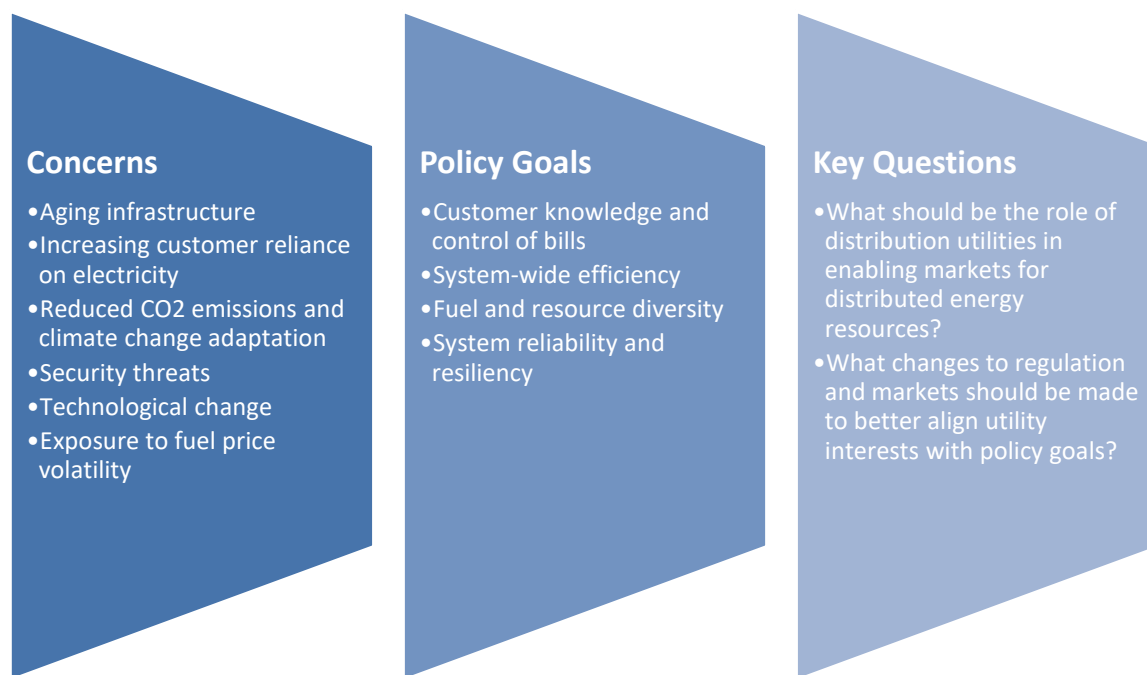 Concerns
•Aging infrastructure
•Increasing customer reliance
on electricity
•Reduced CO2 emissions and
climate change adaptation
•Security threats
•Technological change
•Exposure to fuel price
volatility
Policy Goals
•Customer knowledge and
control of bills
•System-wide efficiency
•Fuel and resource diversity
•System reliability and
resiliency
Key Questions
•What should be the role of
distribution utilities in
enabling markets for
distributed energy
resources?
•What changes to regulation
and markets should be made
to better align utility
interests with policy goals?